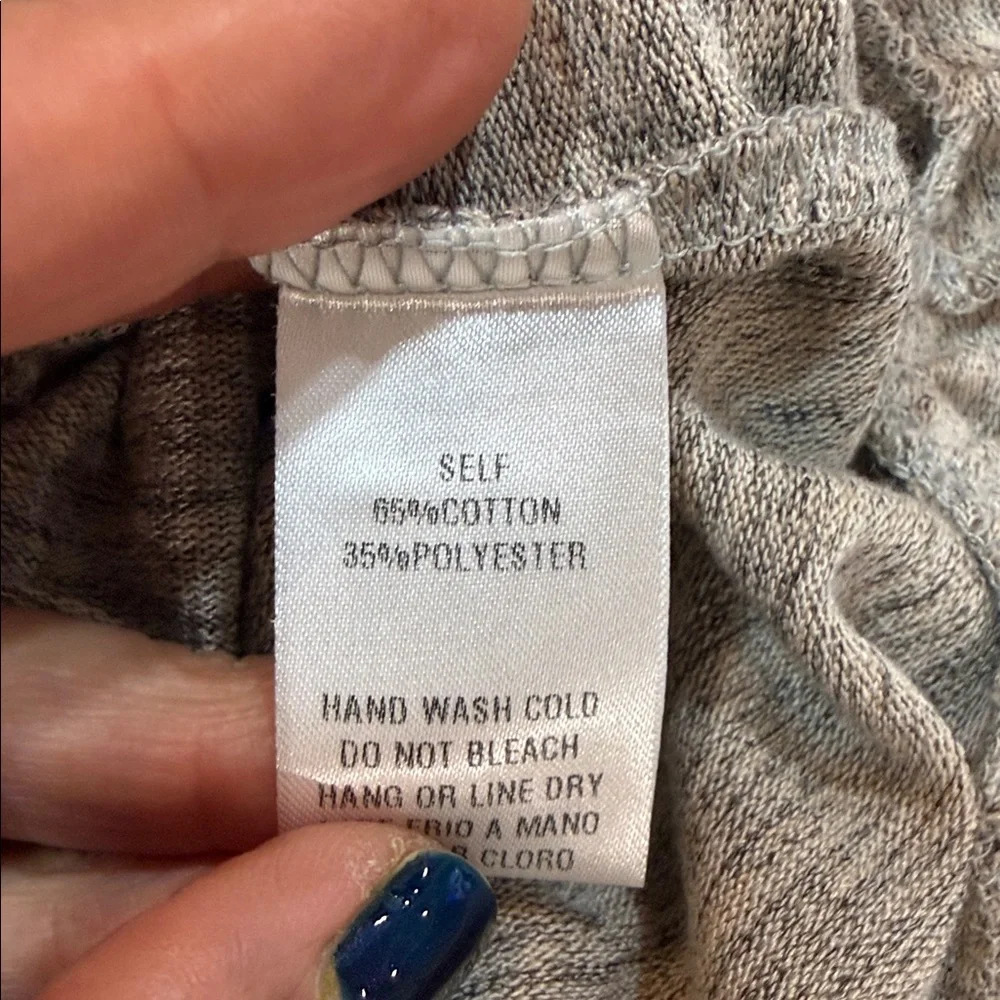 SELF
65%COTTON
35%POLYESTER
HAND WASH COLD
DO NOT BLEACH
HANG OR LINE DRY
FRIO A MANO
CLORO